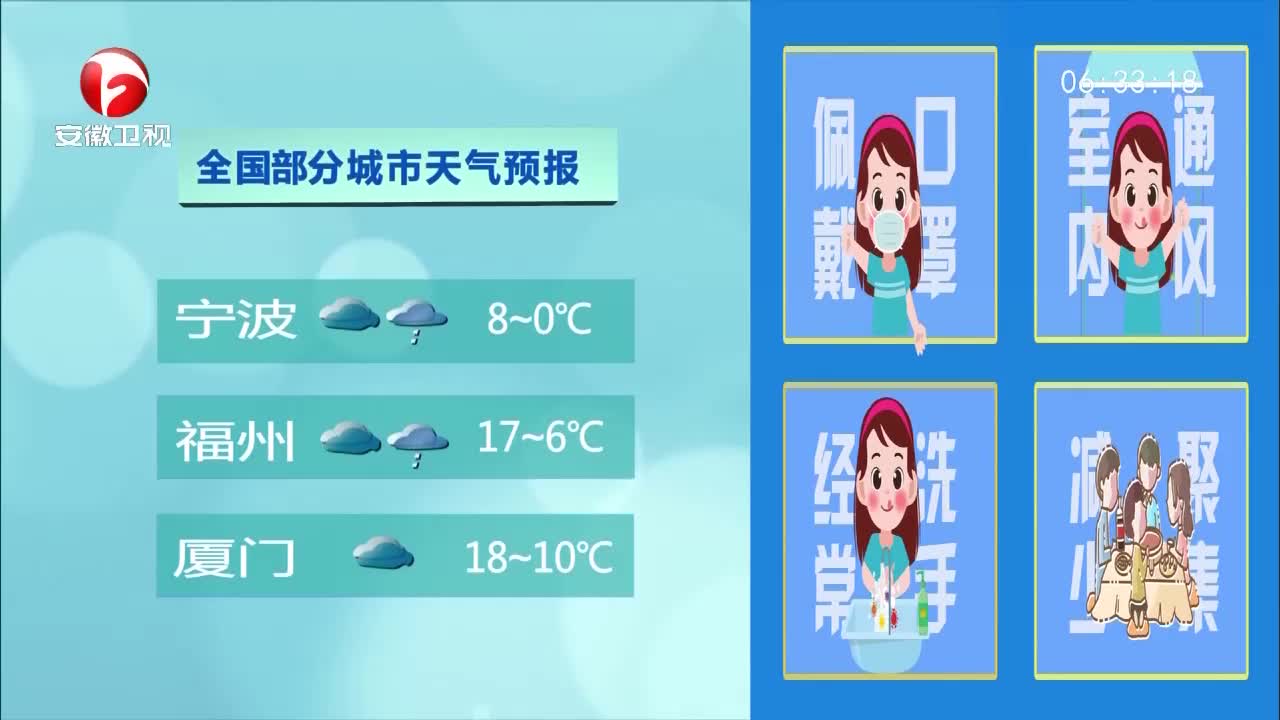 安徽卫视
全国部分城市天气预报
宁波 8~0℃
福州 17~6℃
厦门 18~10℃
佩戴口罩
06:33:18
室内通风
经常洗手
减少聚集